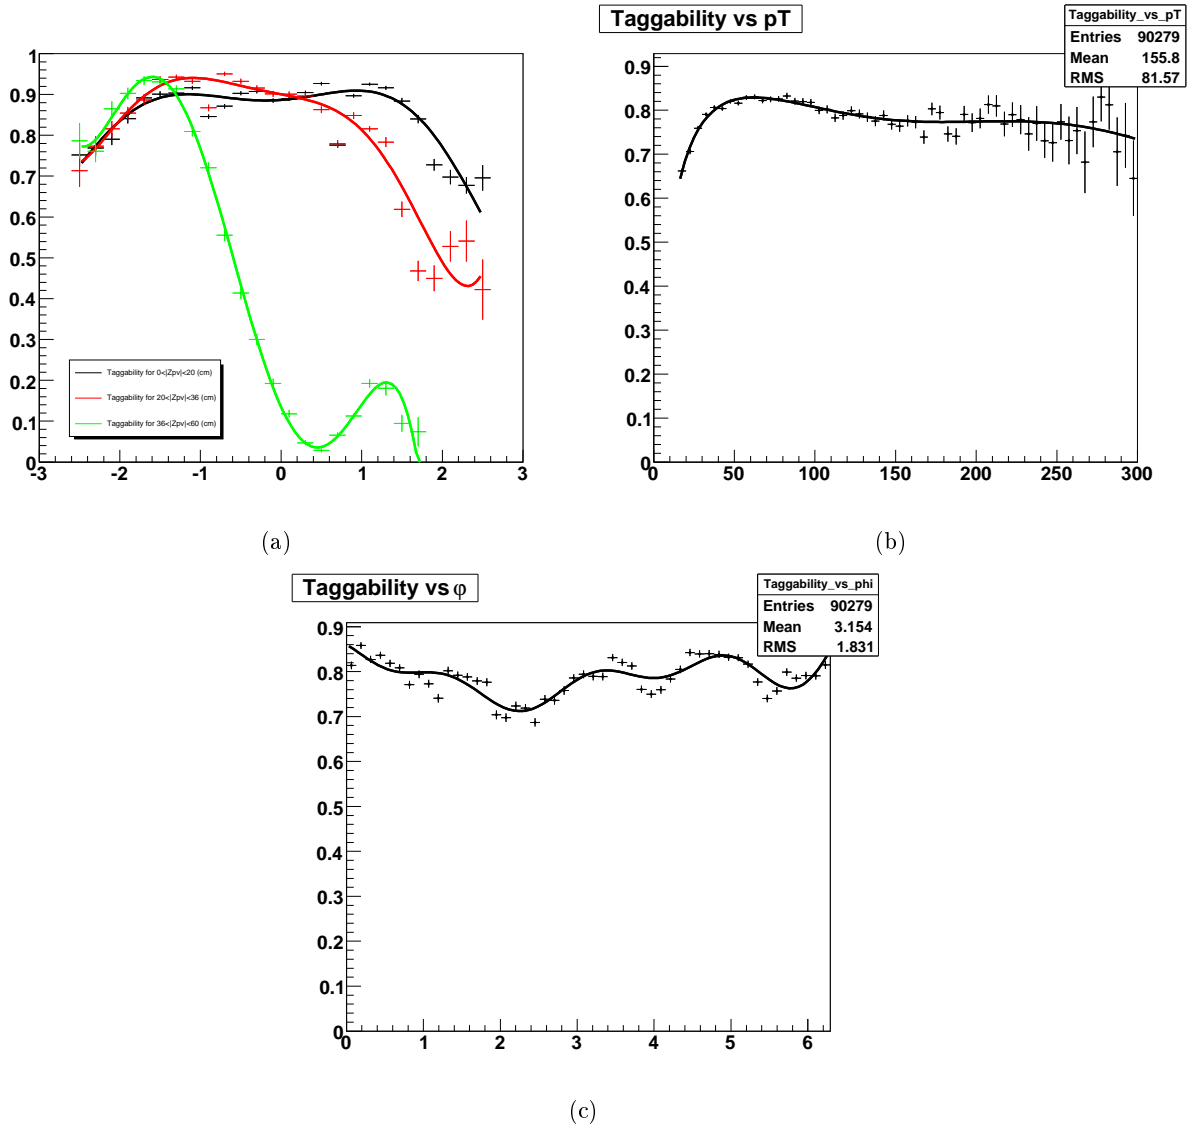 Taggability vs pT
Taggability_vs_pT
Entries 90279
Mean 155.8
RMS 81.57
1
0.9
0.8
0.7
0.6
0.5
0.4
0.3
0.2
0.1
0
-3 -2 -1 0 1 2 3
Taggability for 0<|Zpv|<20 (cm)
Taggability for 20<|Zpv|<36 (cm)
Taggability for 36<|Zpv|<60 (cm)
0.9
0.8
0.7
0.6
0.5
0.4
0.3
0.2
0.1
0
0 50 100 150 200 250 300
(a)
(b)
Taggability vs φ
Taggability_vs_phi
Entries 90279
Mean 3.154
RMS 1.831
0.9
0.8
0.7
0.6
0.5
0.4
0.3
0.2
0.1
0
0 1 2 3 4 5 6
(c)